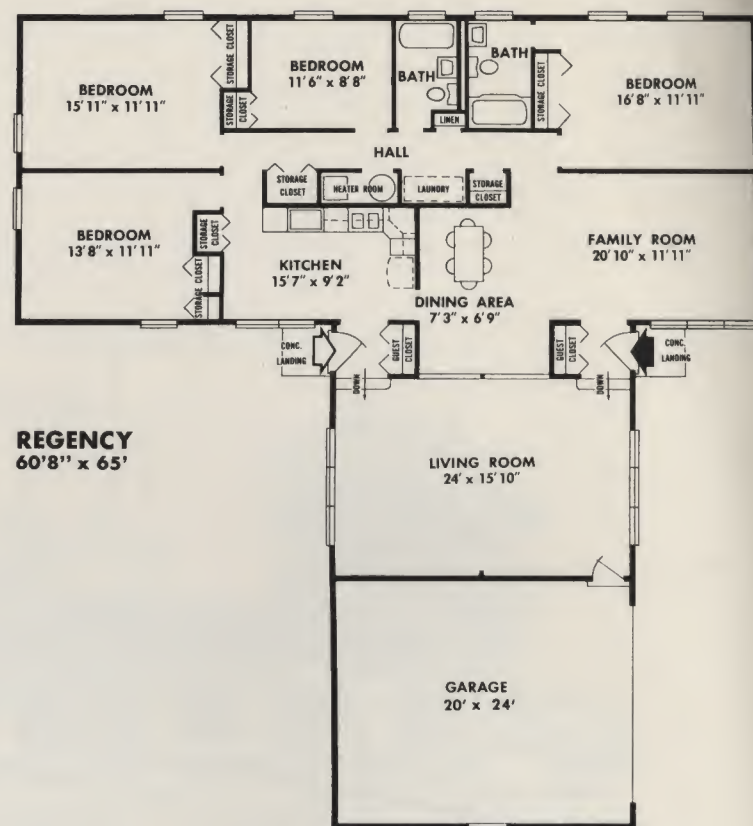 BEDROOM
15'11" x 11'11"
STORAGE CLOSET
STORAGE
CLOSET
BEDROOM
11'6" x 8'8"
BATH
LINEN
BATH
STORAGE
CLOSET
BEDROOM
16'8" x 11'11"
HALL
STORAGE
CLOSET
HEATER ROOM
LAUNDRY
STORAGE
CLOSET
BEDROOM
13'8" x 11'11"
STORAGE
CLOSET
CLOSET
STORAGE
KITCHEN
15'7" x 9'2"
DINING AREA
7'3" x 6'9"
FAMILY ROOM
20'10" x 11'11"
CONC.
LANDING
GUEST
CLOSET
DOWN
GUEST
CLOSET
DOWN
CONC.
LANDING
REGENCY
60'8" x 65'
LIVING ROOM
24' x 15'10"
GARAGE
20' x 24'